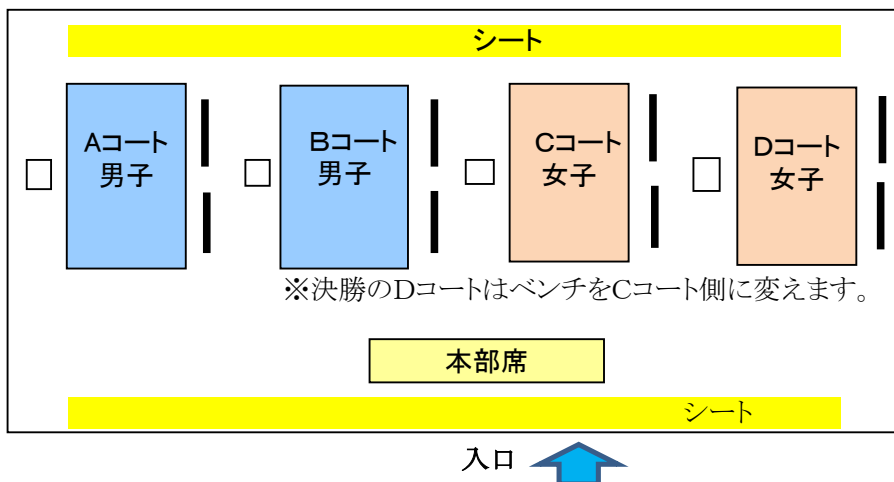 シート
Aコート
男子
Bコート
男子
Cコート
女子
Dコート
女子
※決勝のDコートはベンチをCコート側に変えます。
本部席
シート
入口